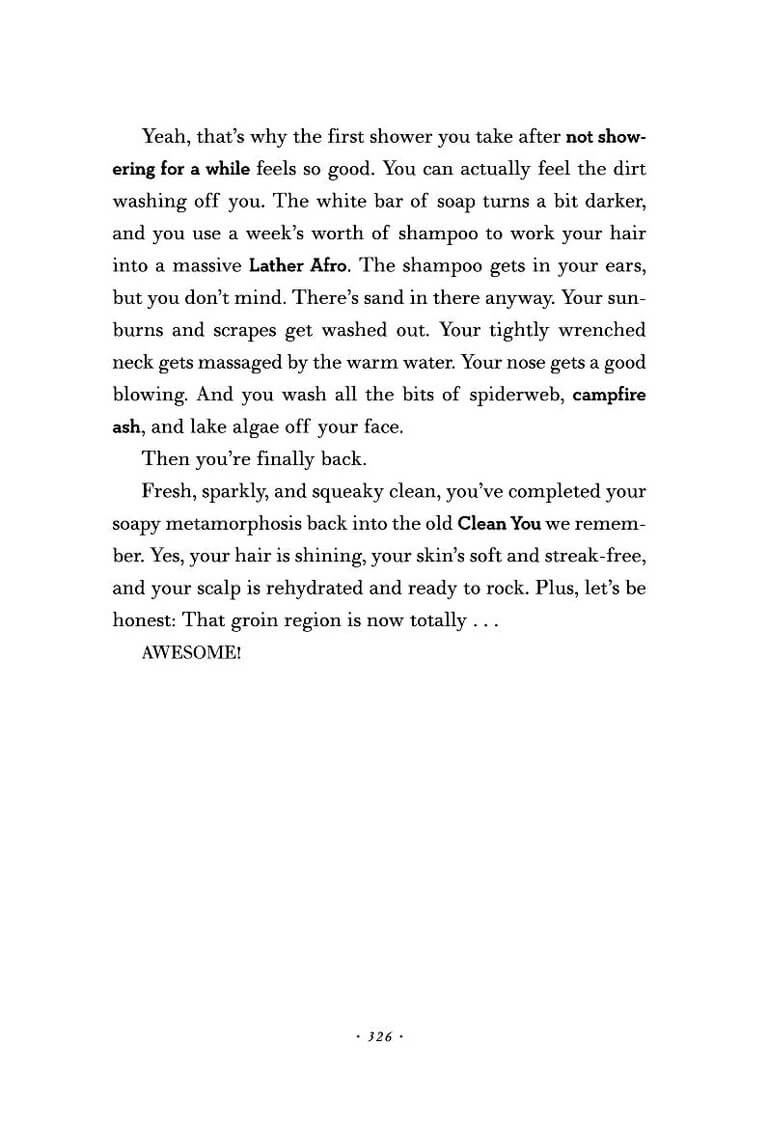 Yeah, that’s why the first shower you take after not show-
ering for a while feels so good. You can actually feel the dirt
washing off you. The white bar of soap turns a bit darker,
and you use a week’s worth of shampoo to work your hair
into a massive Lather Afro. The shampoo gets in your ears,
but you don’t mind. There’s sand in there anyway. Your sun-
burns and scrapes get washed out. Your tightly wrenched
neck gets massaged by the warm water. Your nose gets a good
blowing. And you wash all the bits of spiderweb, campfire
ash, and lake algae off your face.
Then you’re finally back.
Fresh, sparkly, and squeaky clean, you’ve completed your
soapy metamorphosis back into the old Clean You we remem-
ber. Yes, your hair is shining, your skin’s soft and streak-free,
and your scalp is rehydrated and ready to rock. Plus, let’s be
honest: That groin region is now totally . . .
AWESOME!
· 326 ·